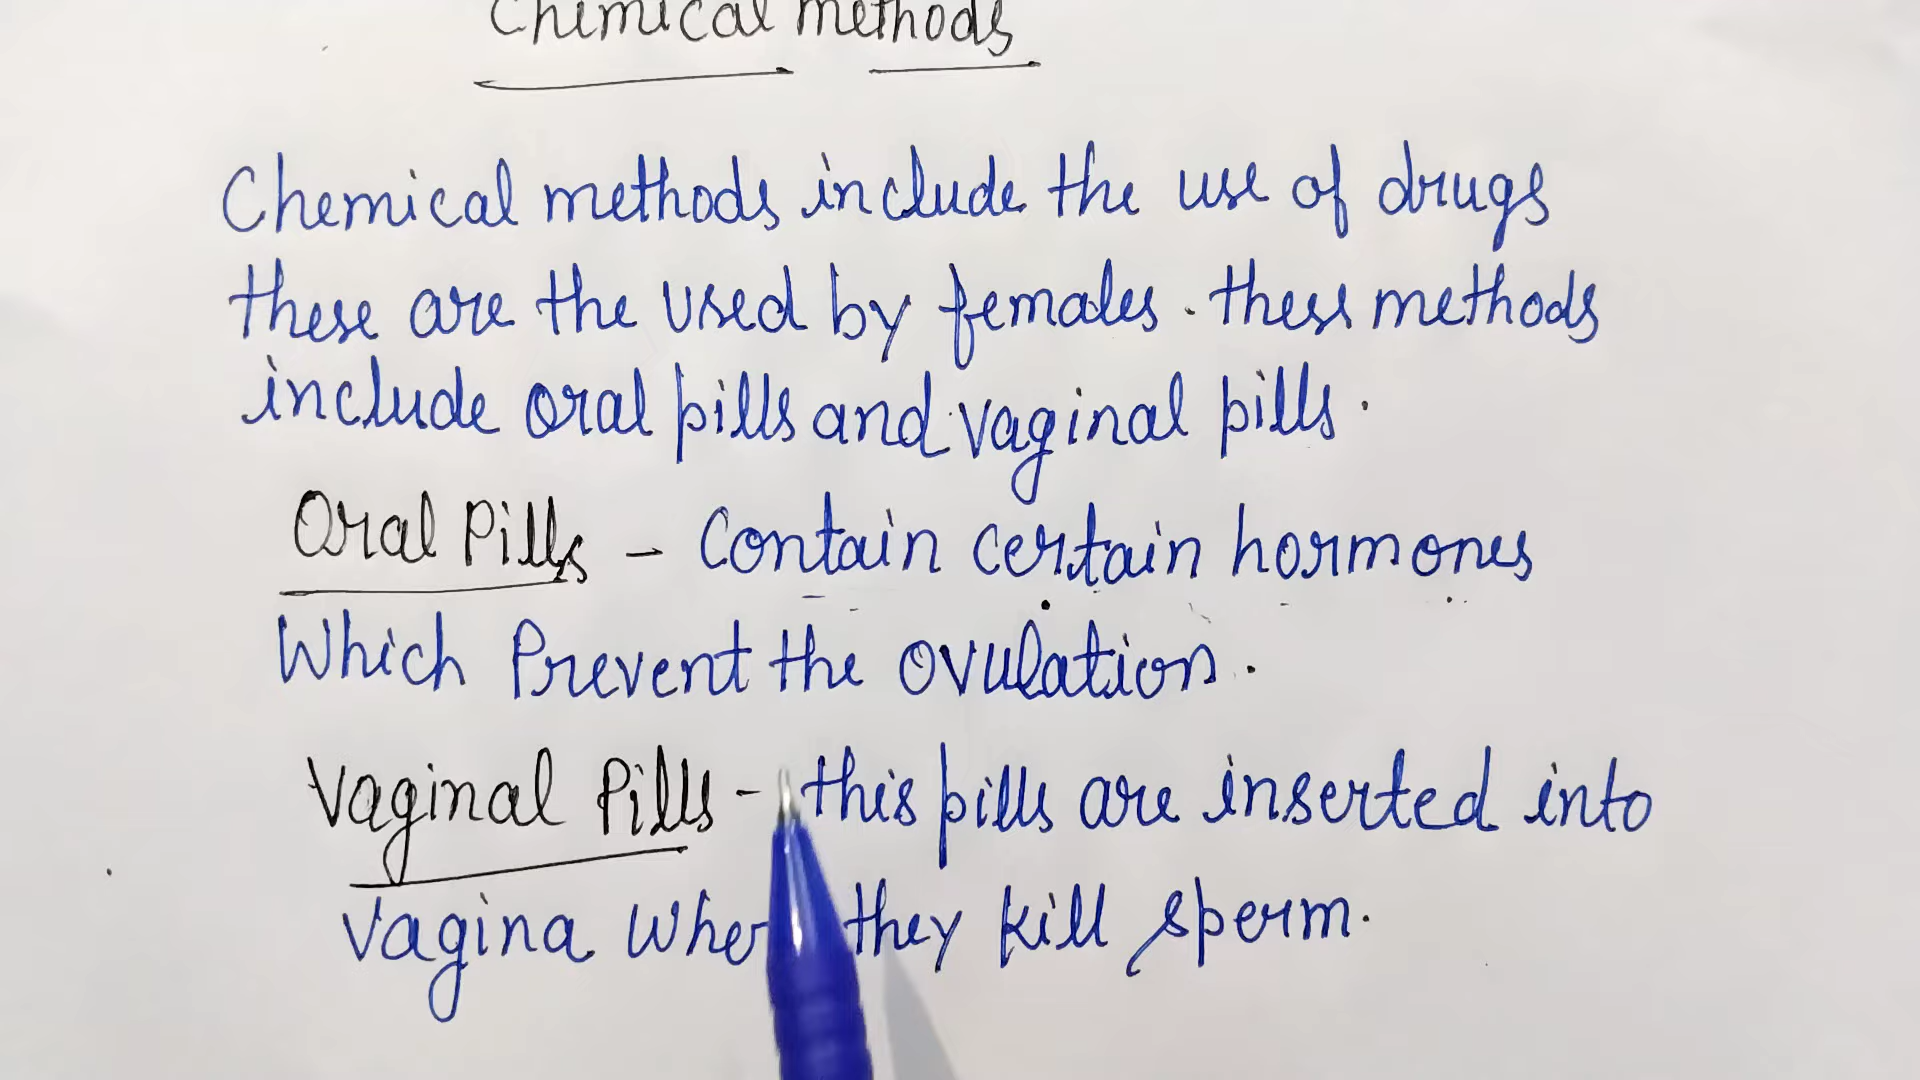 Chemical methods
Chemical methods include the use of drugs
these are the used by females. these methods
include oral pills and vaginal pills.
Oral Pills - Contain certain hormones
Which Prevent the ovulation.
Vaginal Pills - this pills are inserted into
Vagina they kill sperm.